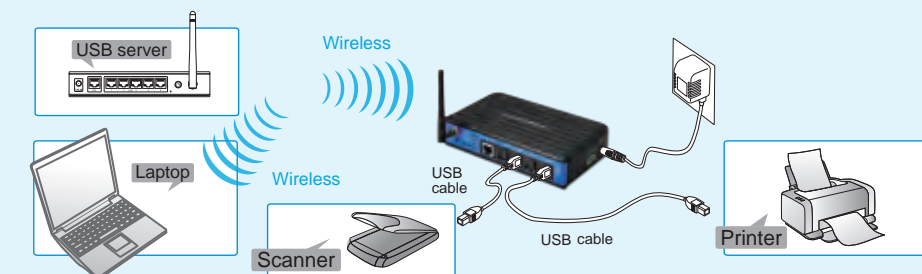 USB server
Wireless
Laptop
Wireless
USB
cable
Scanner
USB cable
Printer